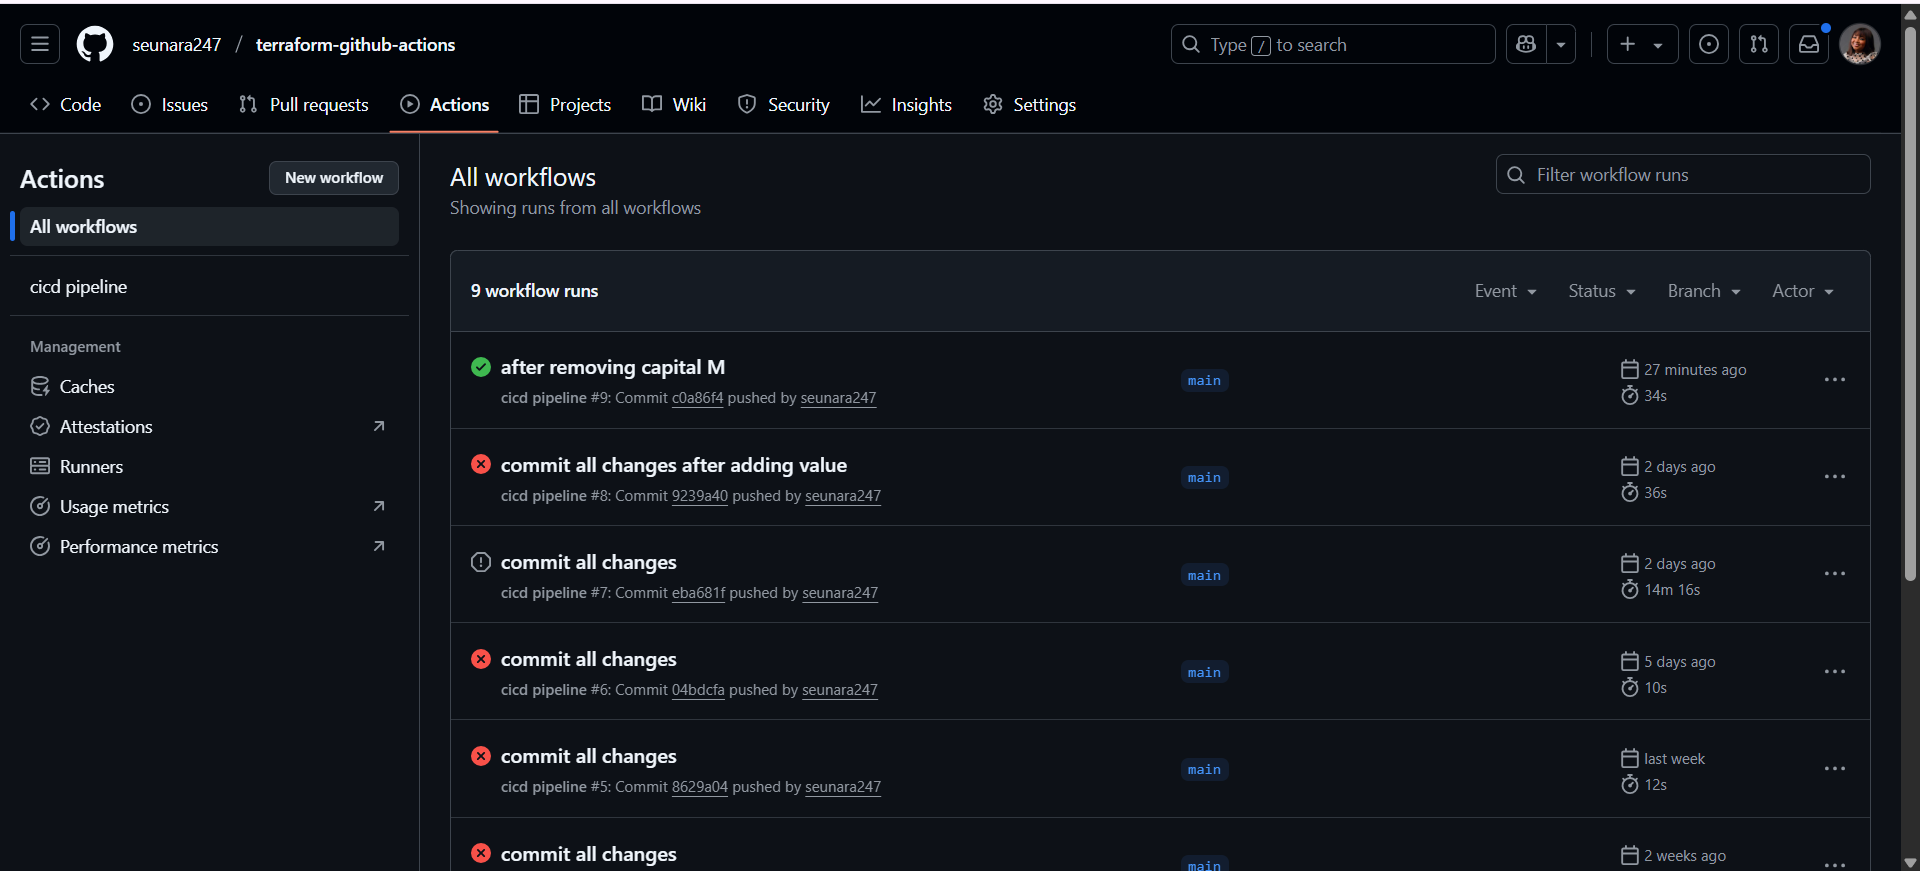 seunara247 / terraform-github-actions
Type / to search
Code
Issues
Pull requests
Actions
Projects
Wiki
Security
Insights
Settings
Actions
New workflow
All workflows
cicd pipeline
Management
Caches
Attestations
Runners
Usage metrics
Performance metrics
All workflows
Showing runs from all workflows
Filter workflow runs
9 workflow runs
Event
Status
Branch
Actor
after removing capital M
cicd pipeline #9: Commit c0a86f4 pushed by seunara247
main
27 minutes ago
34s
commit all changes after adding value
cicd pipeline #8: Commit 9239a40 pushed by seunara247
main
2 days ago
36s
commit all changes
cicd pipeline #7: Commit eba681f pushed by seunara247
main
2 days ago
14m 16s
commit all changes
cicd pipeline #6: Commit 04bdcfa pushed by seunara247
main
5 days ago
10s
commit all changes
cicd pipeline #5: Commit 8629a04 pushed by seunara247
main
last week
12s
commit all changes
main
2 weeks ago